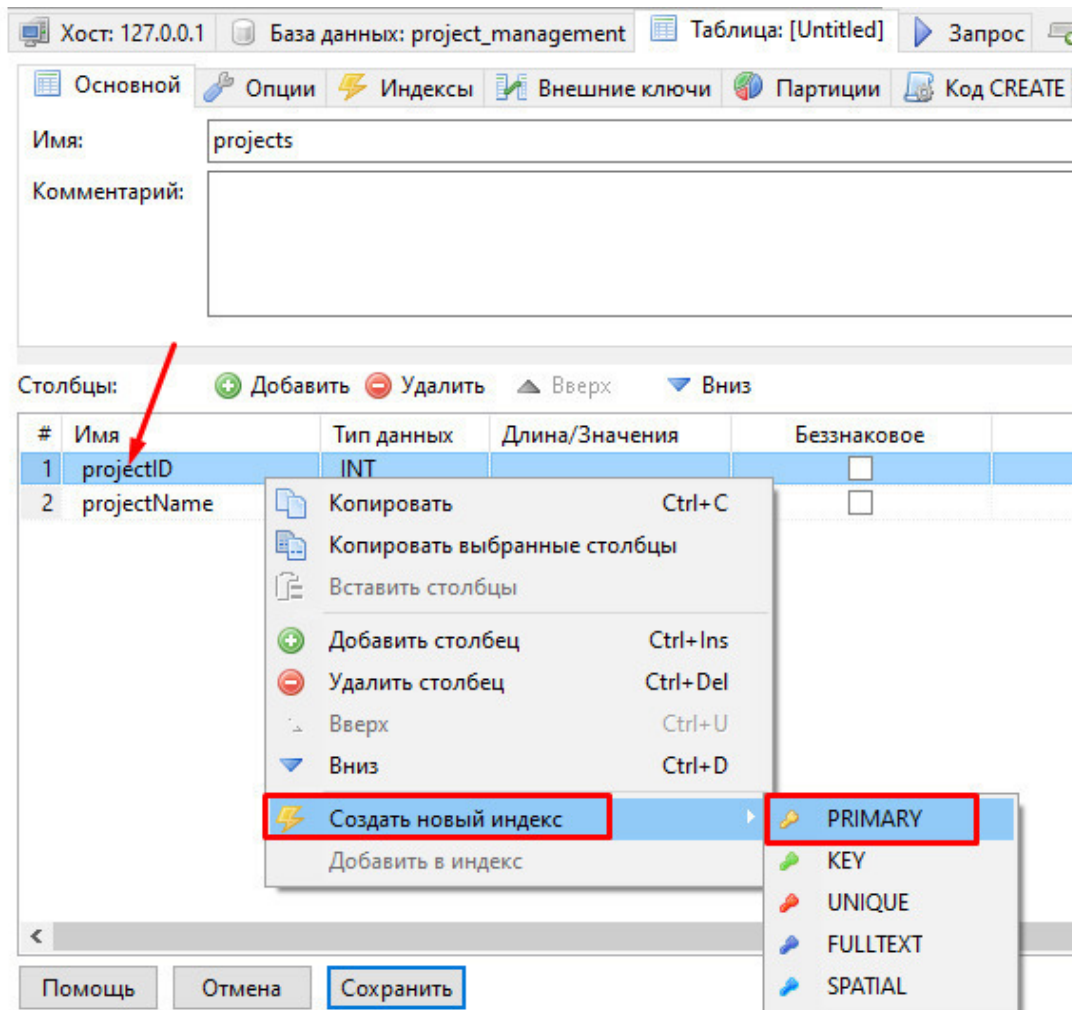 Хост: 127.0.0.1 База данных: project_management Таблица: [Untitled] Запрос
Основной Опции Индексы Внешние ключи Партиции Код CREATE
Имя: projects
Комментарий:
Столбцы: Добавить Удалить Вверх Вниз
# Имя Тип данных Длина/Значения Беззнаковое
1 projectID INT
2 projectName
Копировать Ctrl+C
Копировать выбранные столбцы
Вставить столбцы
Добавить столбец Ctrl+Ins
Удалить столбец Ctrl+Del
Вверх Ctrl+U
Вниз Ctrl+D
Создать новый индекс PRIMARY
Добавить в индекс KEY
UNIQUE
FULLTEXT
SPATIAL
Помощь Отмена Сохранить